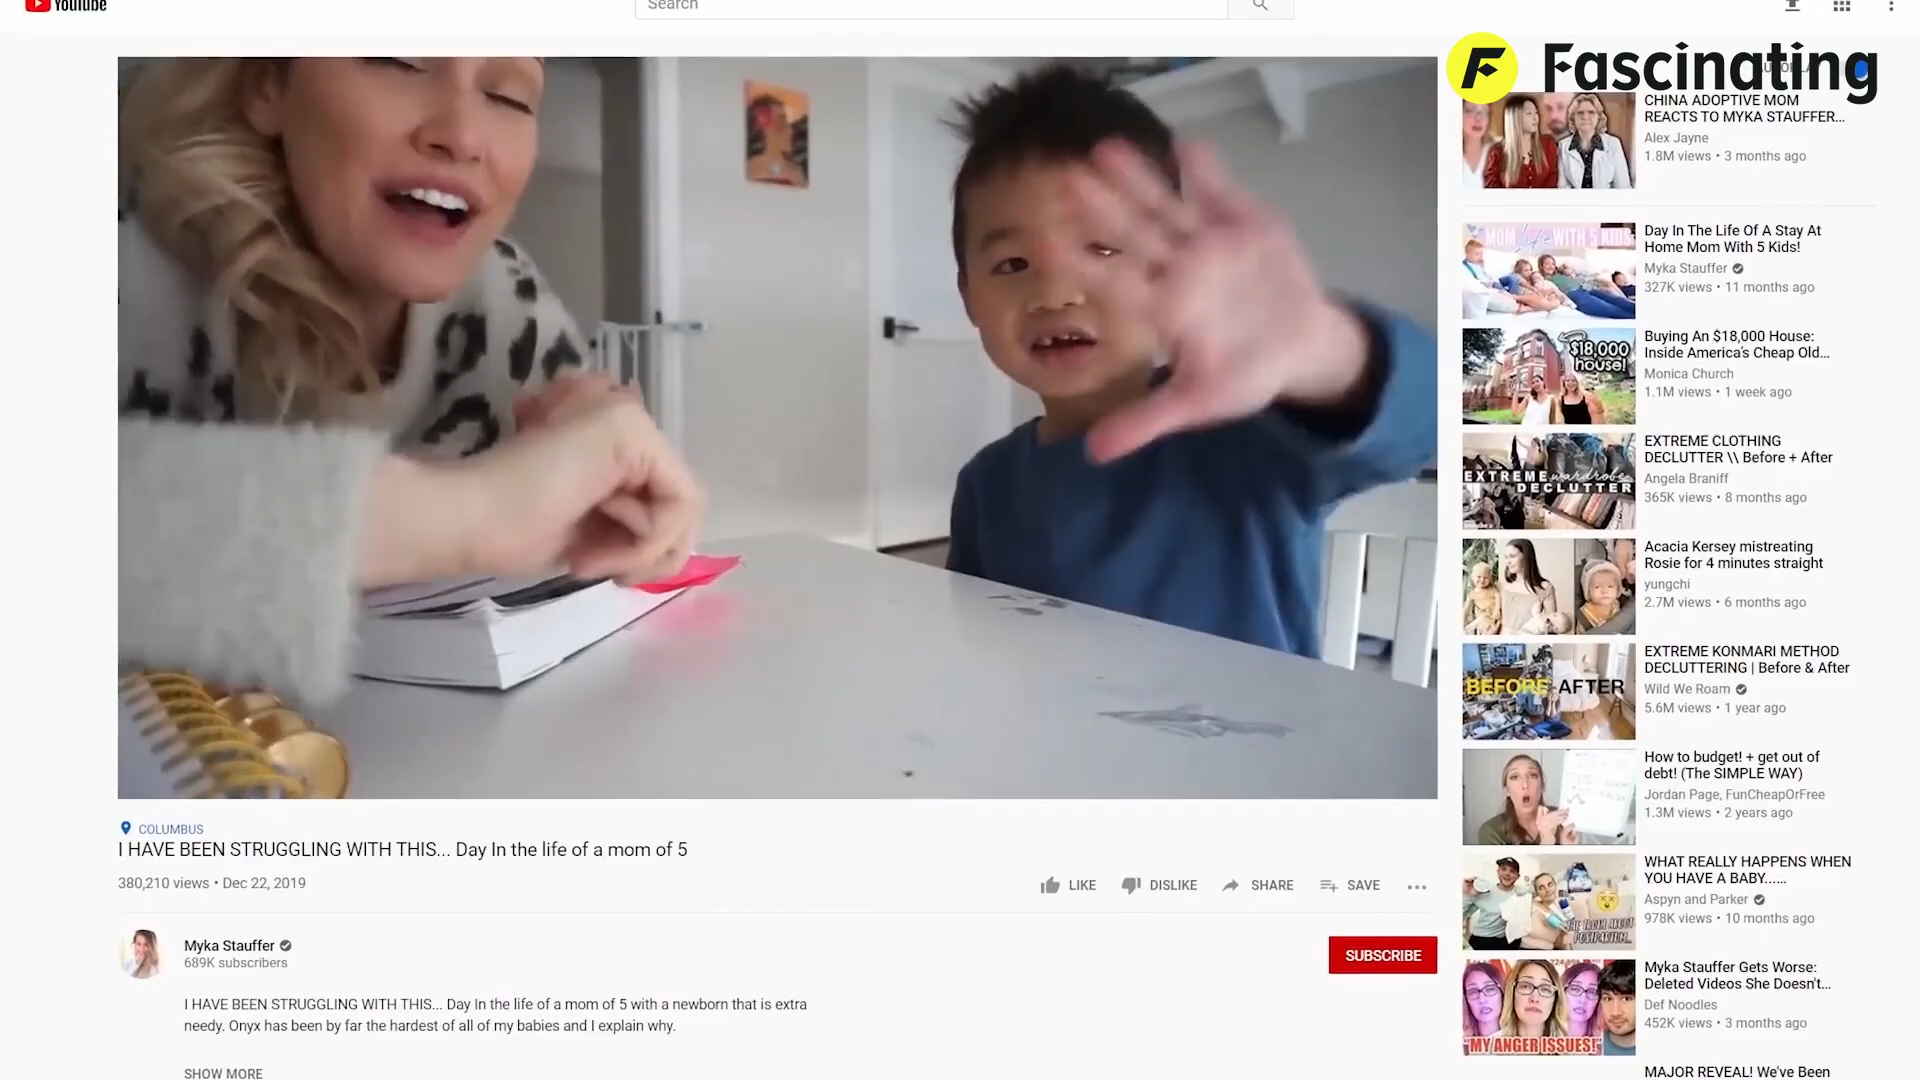 YouTube
Search
Fascinating
CHINA ADOPTIVE MOM
REACTS TO MYKA STAUFFER...
Alex Jayne
1.8M views • 3 months ago
MOM life WITH 5 KIDS
Day In The Life Of A Stay At
Home Mom With 5 Kids!
Myka Stauffer
327K views • 11 months ago
$18,000
house!
Buying An $18,000 House:
Inside America's Cheap Old...
Monica Church
1.1M views • 1 week ago
EXTREME wardrobe
DECLUTTER
EXTREME CLOTHING
DECLUTTER \\ Before + After
Angela Braniff
365K views • 8 months ago
Acacia Kersey mistreating
Rosie for 4 minutes straight
yungchi
2.7M views • 6 months ago
BEFORE AFTER
EXTREME KONMARI METHOD
DECLUTTERING | Before & After
Wild We Roam
5.6M views • 1 year ago
How to budget! + get out of
debt! (The SIMPLE WAY)
Jordan Page, FunCheapOrFree
1.3M views • 2 years ago
THE TRUTH ABOUT
POSTPARTUM...
WHAT REALLY HAPPENS WHEN
YOU HAVE A BABY......
Aspyn and Parker
978K views • 10 months ago
"MY ANGER ISSUES!"
Myka Stauffer Gets Worse:
Deleted Videos She Doesn't...
Def Noodles
452K views • 3 months ago
MAJOR REVEAL! We've Been
COLUMBUS
I HAVE BEEN STRUGGLING WITH THIS... Day In the life of a mom of 5
380,210 views • Dec 22, 2019
LIKE
DISLIKE
SHARE
SAVE
Myka Stauffer
689K subscribers
SUBSCRIBE
I HAVE BEEN STRUGGLING WITH THIS... Day In the life of a mom of 5 with a newborn that is extra
needy. Onyx has been by far the hardest of all of my babies and I explain why.
SHOW MORE